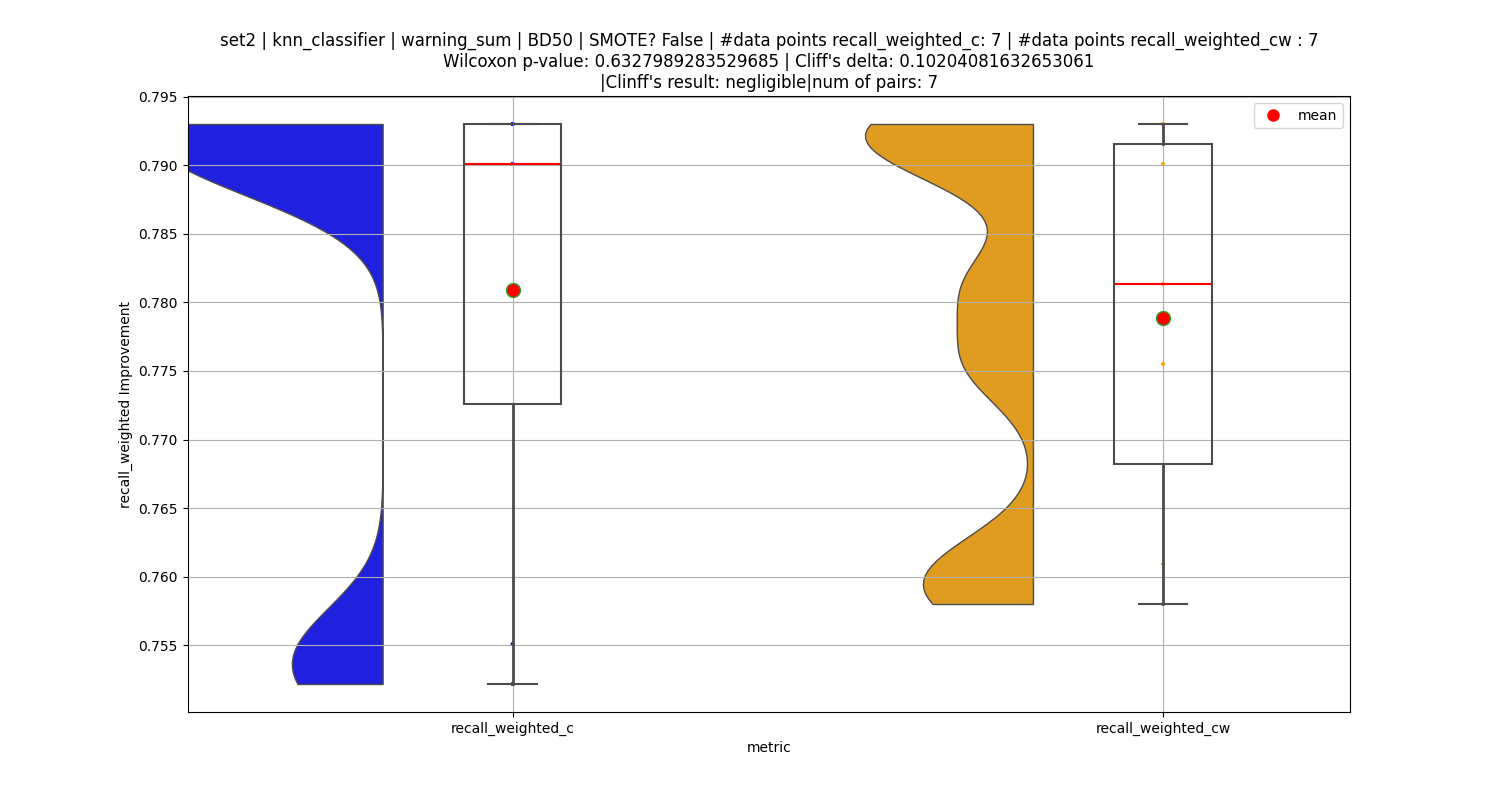 set2 | knn_classifier | warning_sum | BD50 | SMOTE? False | #data points recall_weighted_c: 7 | #data points recall_weighted_cw : 7
Wilcoxon p-value: 0.6327989283529685 | Cliff's delta: 0.10204081632653061
|Clinff's result: negligible|num of pairs: 7
mean
0.795
0.790
0.785
0.780
0.775
0.770
0.765
0.760
0.755
recall_weighted Improvement
recall_weighted_c
recall_weighted_cw
metric